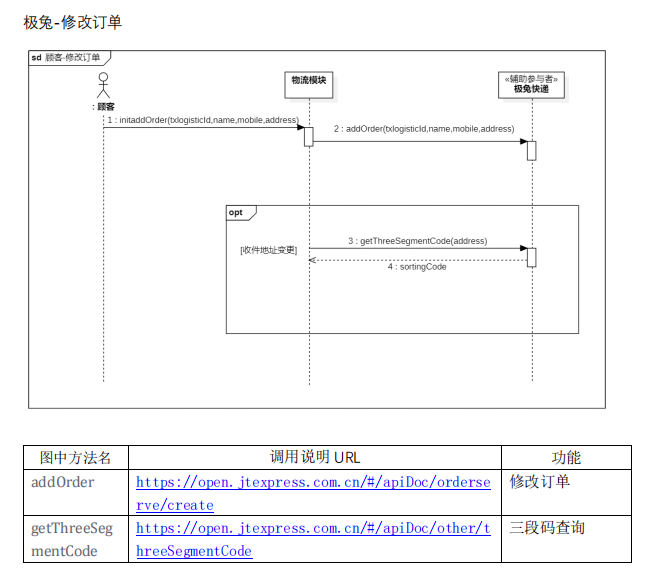 极兔-修改订单
sd 顾客-修改订单
物流模块
«辅助参与者»
极兔快递
: 顾客
1 : initaddOrder(txlogisticId,name,mobile,address)
2 : addOrder(txlogisticId,name,mobile,address)
opt
[收件地址变更]
3 : getThreeSegmentCode(address)
4 : sortingCode
图中方法名 调用说明 URL 功能
addOrder https://open.jtexpress.com.cn/#/apiDoc/orderse 修改订单
rve/create
getThreeSeg https://open.jtexpress.com.cn/#/apiDoc/other/t 三段码查询
mentCode hreeSegmentCode